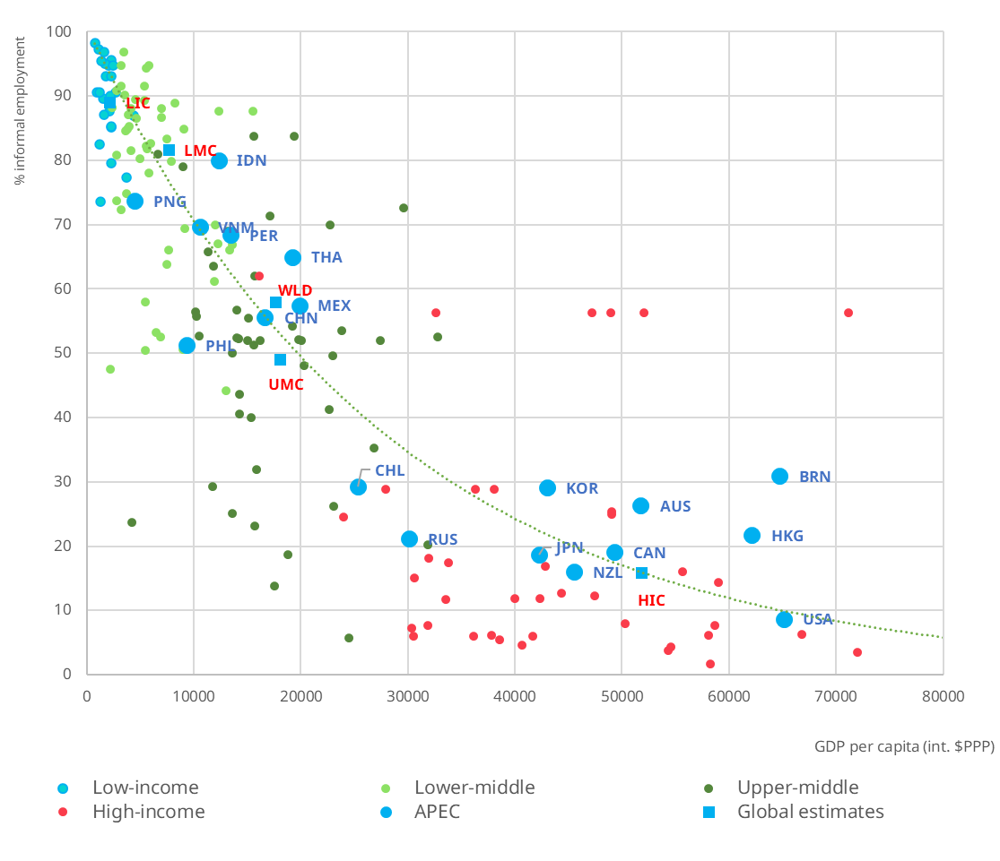 % informal employment
100
90
80
70
60
50
40
30
20
10
0
LIC
LMC
IDN
PNG
VNM
PER
THA
WLD
MEX
CHN
PHL
UMC
CHL
KOR
BRN
AUS
HKG
RUS
JPN
CAN
NZL
HIC
USA
0 10000 20000 30000 40000 50000 60000 70000 80000
GDP per capita (int. $PPP)
Low-income Lower-middle Upper-middle
High-income APEC Global estimates